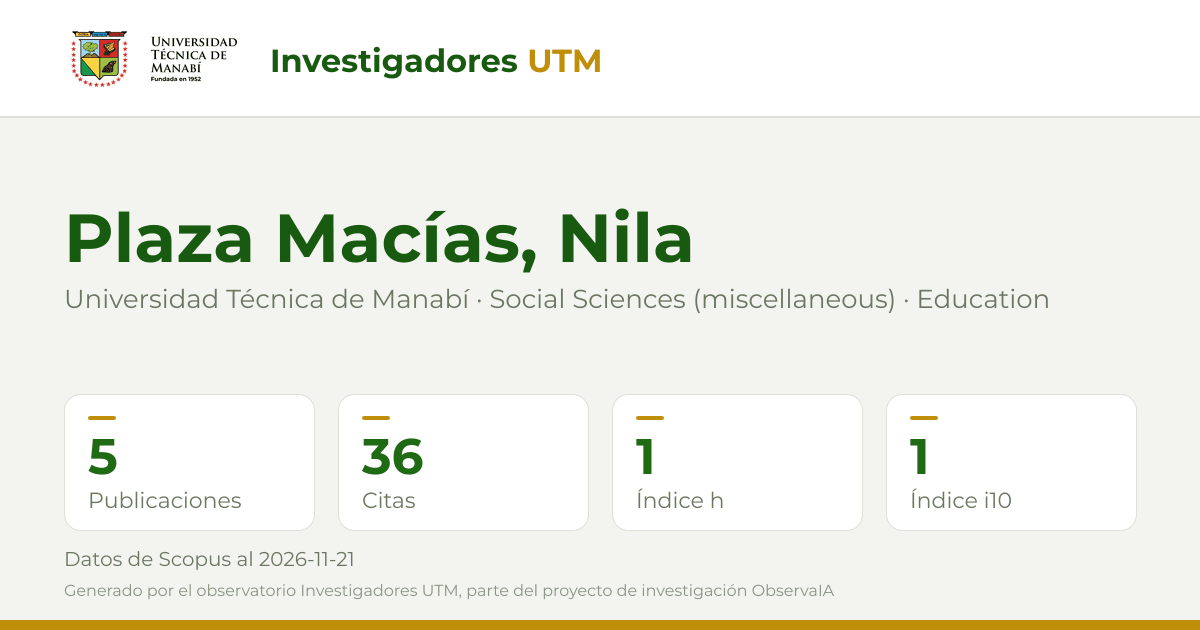 UNIVERSIDAD
TÉCNICA DE
MANABÍ
Fundada en 1952
Investigadores UTM
Plaza Macías, Nila
Universidad Técnica de Manabí · Social Sciences (miscellaneous) · Education
5
Publicaciones
36
Citas
1
Índice h
1
Índice i10
Datos de Scopus al 2026-11-21
Generado por el observatorio Investigadores UTM, parte del proyecto de investigación ObservaIA